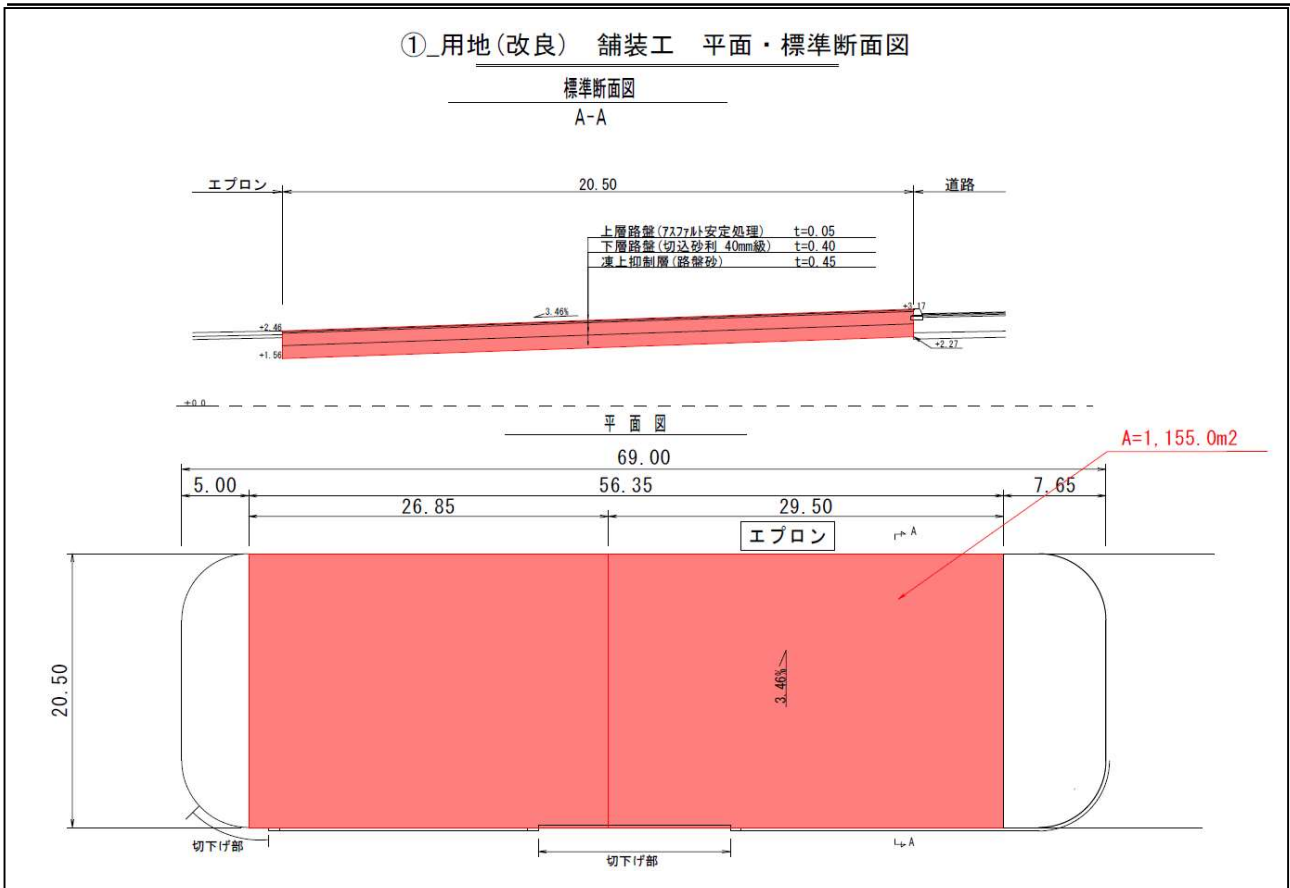 ①_用地(改良) 舗装工 平面・標準断面図
標準断面図
A-A
エプロン
20.50
道路
上層路盤(アスファルト安定処理) t=0.05
下層路盤(切込砂利 40mm級) t=0.40
凍上抑制層(路盤砂) t=0.45
3.46%
+3.17
+2.46
+1.56
+2.27
±0.0
平 面 図
A=1,155.0m2
69.00
5.00
56.35
7.65
26.85
29.50
エプロン
A
20.50
3.46%
切下げ部
切下げ部
A